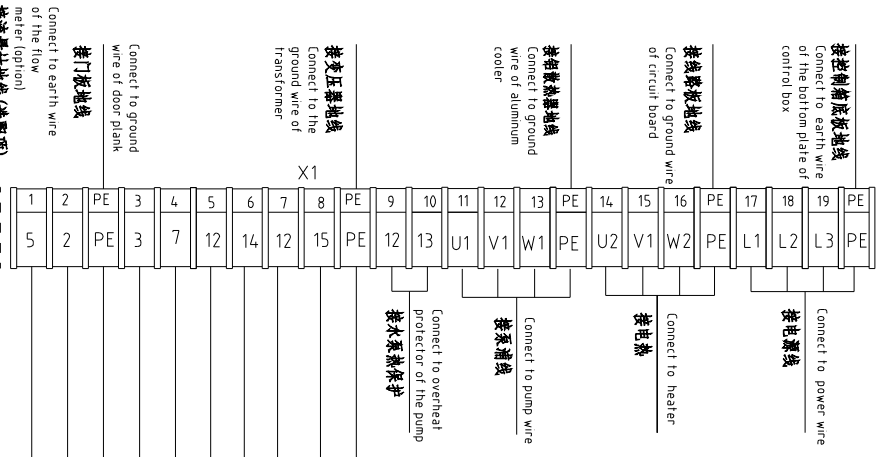 Connect to earth wire
of the flow
meter (option)
Connect to ground
wire of door plank
接门板地线
接变压器地线
Connect to the
ground wire of
transformer
接铝散热器地线
Connect to ground
wire of aluminum
cooler
接线路板地线
Connect to ground wire
of circuit board
接控制箱底板地线
Connect to earth wire
of the bottom plate of
control box
X1
1 2 PE 3 4 5 6 7 8 PE 9 10 11 12 13 PE 14 15 16 PE 17 18 19 PE
5 2 PE 3 7 12 14 12 15 PE 12 13 U1 V1 W1 PE U2 V1 W2 PE L1 L2 L3 PE
Connect to overheat
protector of the pump
接水泵热保护
Connect to pump wire
接泵浦线
Connect to heater
接电热
Connect to power wire
接电源线